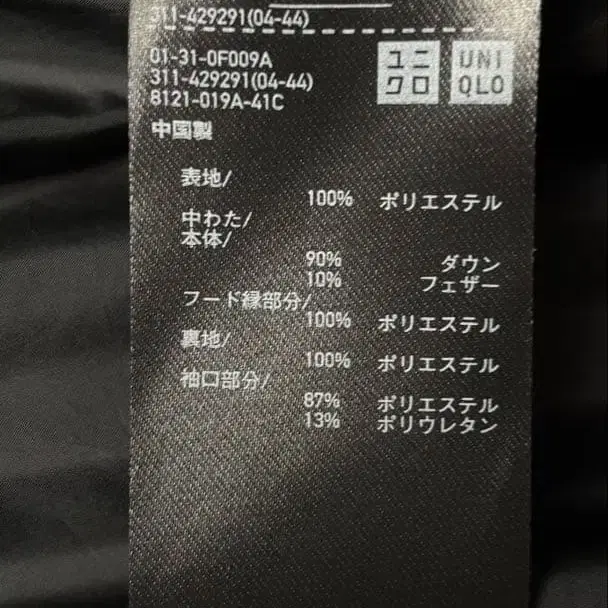 311-429291(04-44)
01-31-0F009A
311-429291(04-44)
8121-019A-41C
ユニクロ
UNIQLO
中国製
表地/
100% ポリエステル
中わた/
本体/
90% ダウン
10% フェザー
フード縁部分/
100% ポリエステル
裏地/
100% ポリエステル
袖口部分/
87% ポリエステル
13% ポリウレタン